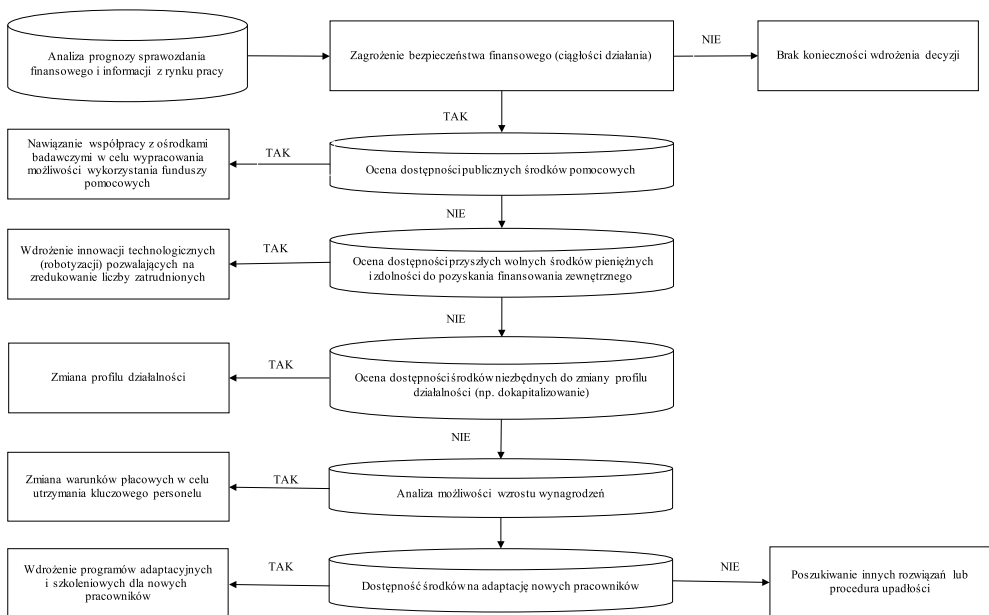 Analiza prognozy sprawozdania
finansowego i informacji z rynku pracy
Zagrożenie bezpieczeństwa finansowego (ciągłości działania)
NIE
Brak konieczności wdrożenia decyzji
TAK
Nawiązanie współpracy z ośrodkami
badawczymi w celu wypracowania
możliwości wykorzystania funduszy
pomocowych
TAK
Ocena dostępności publicznych środków pomocowych
NIE
Wdrożenie innowacji technologicznych
(robotyzacji) pozwalających na
zredukowanie liczby zatrudnionych
TAK
Ocena dostępności przyszłych wolnych środków pieniężnych
i zdolności do pozyskania finansowania zewnętrznego
NIE
Zmiana profilu działalności
TAK
Ocena dostępności środków niezbędnych do zmiany profilu
działalności (np. dokapitalizowanie)
NIE
Zmiana warunków płacowych w celu
utrzymania kluczowego personelu
TAK
Analiza możliwości wzrostu wynagrodzeń
Wdrożenie programów adaptacyjnych
i szkoleniowych dla nowych
pracowników
TAK
Dostępność środków na adaptację nowych pracowników
NIE
Poszukiwanie innych rozwiązań lub
procedura upadłości